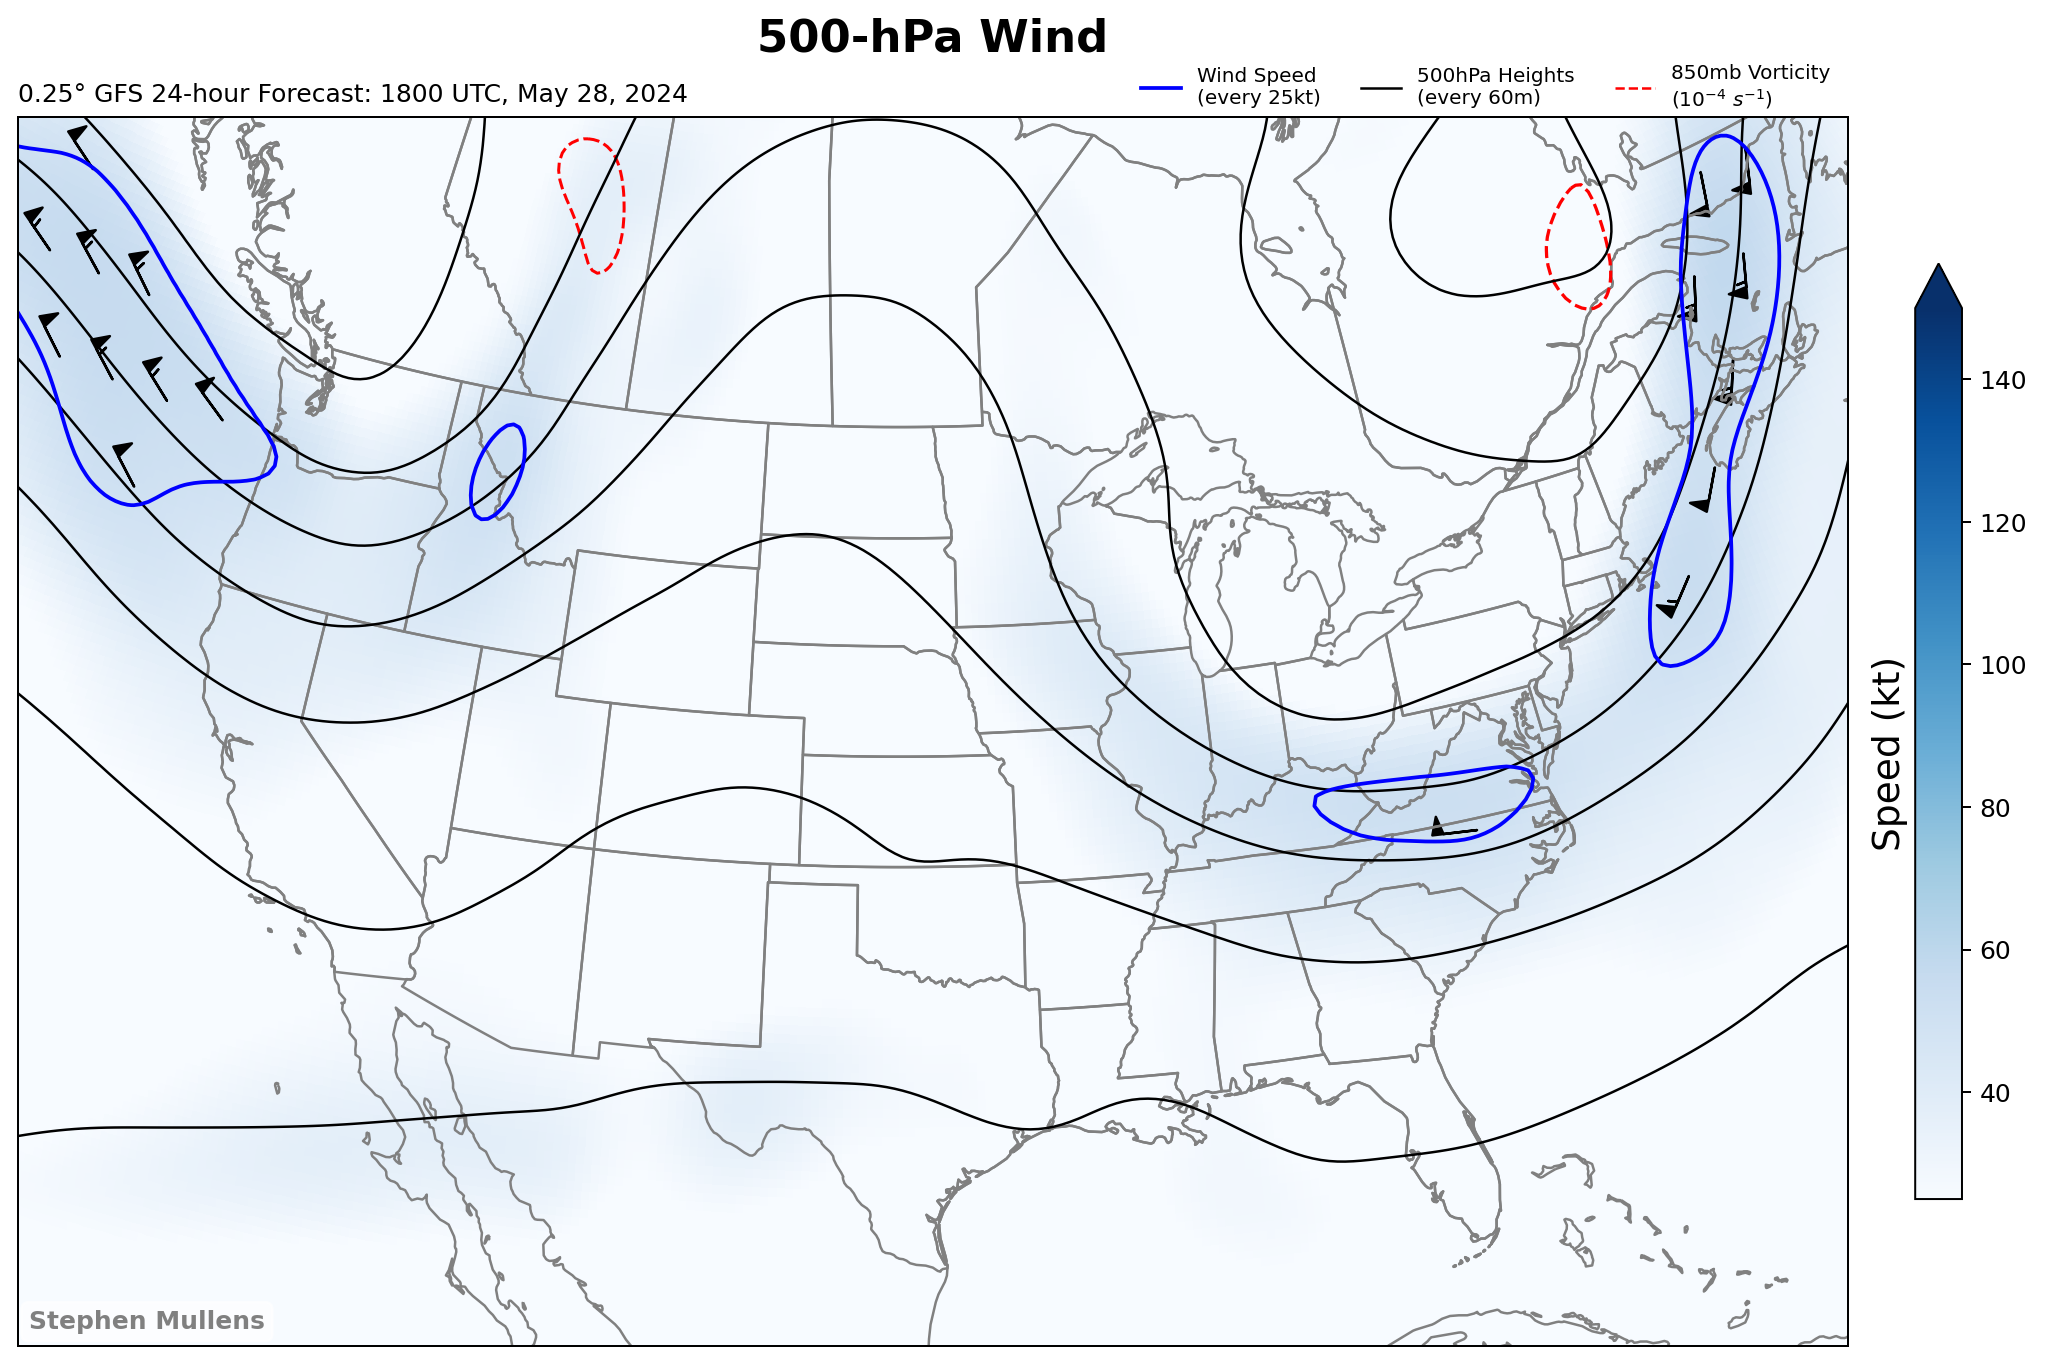 500-hPa Wind
0.25° GFS 24-hour Forecast: 1800 UTC, May 28, 2024
Wind Speed
(every 25kt)
500hPa Heights
(every 60m)
850mb Vorticity
(10⁻⁴ s⁻¹)
140
120
100
80
60
40
Speed (kt)
Stephen Mullens